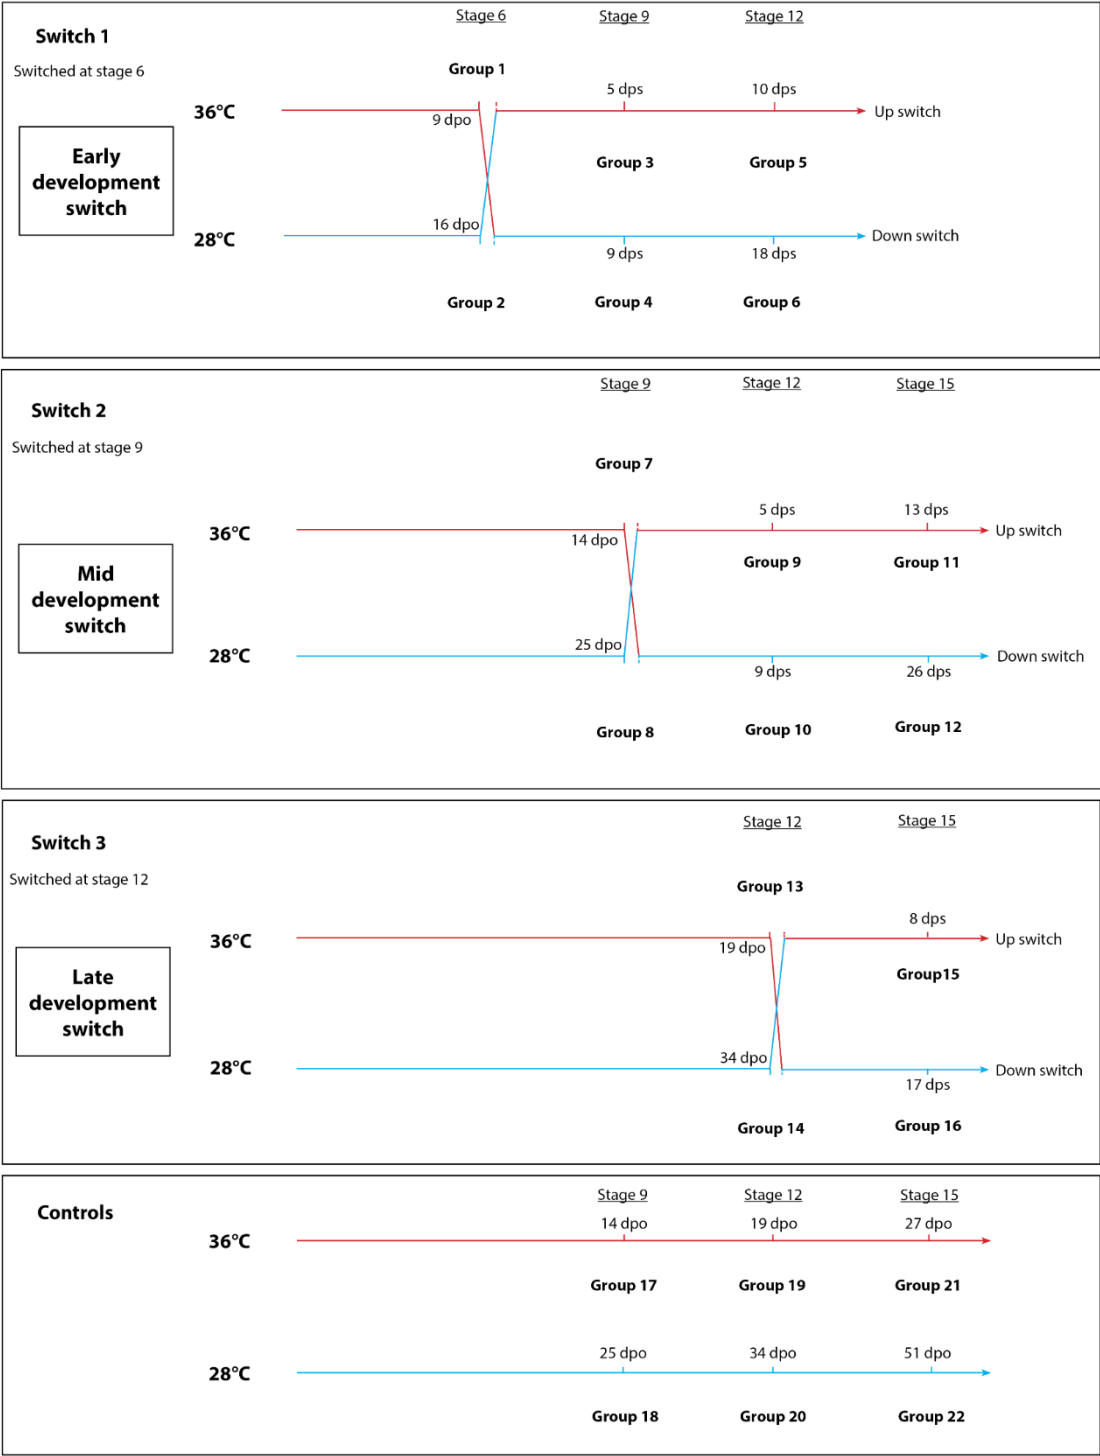 Stage 6 Stage 9 Stage 12
Switch 1
Switched at stage 6
Group 1
36°C
9 dpo
5 dps
10 dps
Up switch
Early
development
switch
Group 3
Group 5
28°C
16 dpo
9 dps
18 dps
Down switch
Group 2
Group 4
Group 6
Stage 9 Stage 12 Stage 15
Switch 2
Switched at stage 9
Group 7
36°C
14 dpo
5 dps
13 dps
Up switch
Mid
development
switch
Group 9
Group 11
28°C
25 dpo
9 dps
26 dps
Down switch
Group 8
Group 10
Group 12
Stage 12 Stage 15
Switch 3
Switched at stage 12
Group 13
36°C
19 dpo
8 dps
Up switch
Late
development
switch
Group15
28°C
34 dpo
17 dps
Down switch
Group 14
Group 16
Stage 9 Stage 12 Stage 15
Controls
36°C
14 dpo
19 dpo
27 dpo
Group 17
Group 19
Group 21
28°C
25 dpo
34 dpo
51 dpo
Group 18
Group 20
Group 22